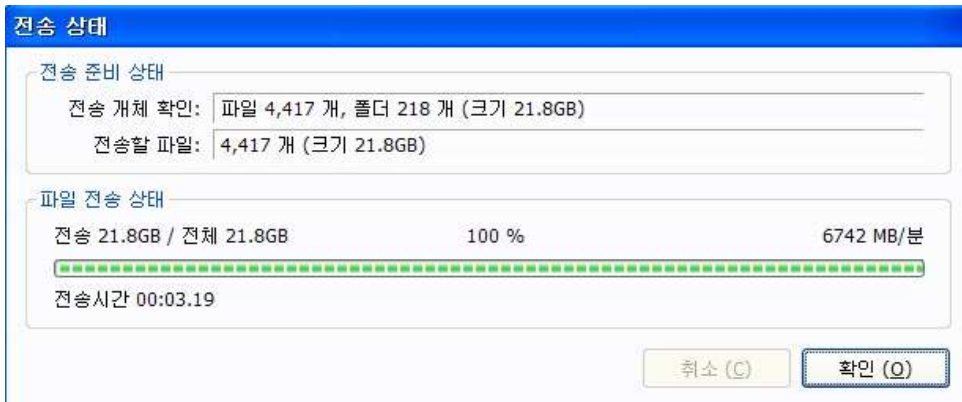 전송 상태
전송 준비 상태
전송 개체 확인: 파일 4,417 개, 폴더 218 개 (크기 21.8GB)
전송할 파일: 4,417 개 (크기 21.8GB)
파일 전송 상태
전송 21.8GB / 전체 21.8GB 100 % 6742 MB/분
전송시간 00:03.19
취소 (C) 확인 (O)